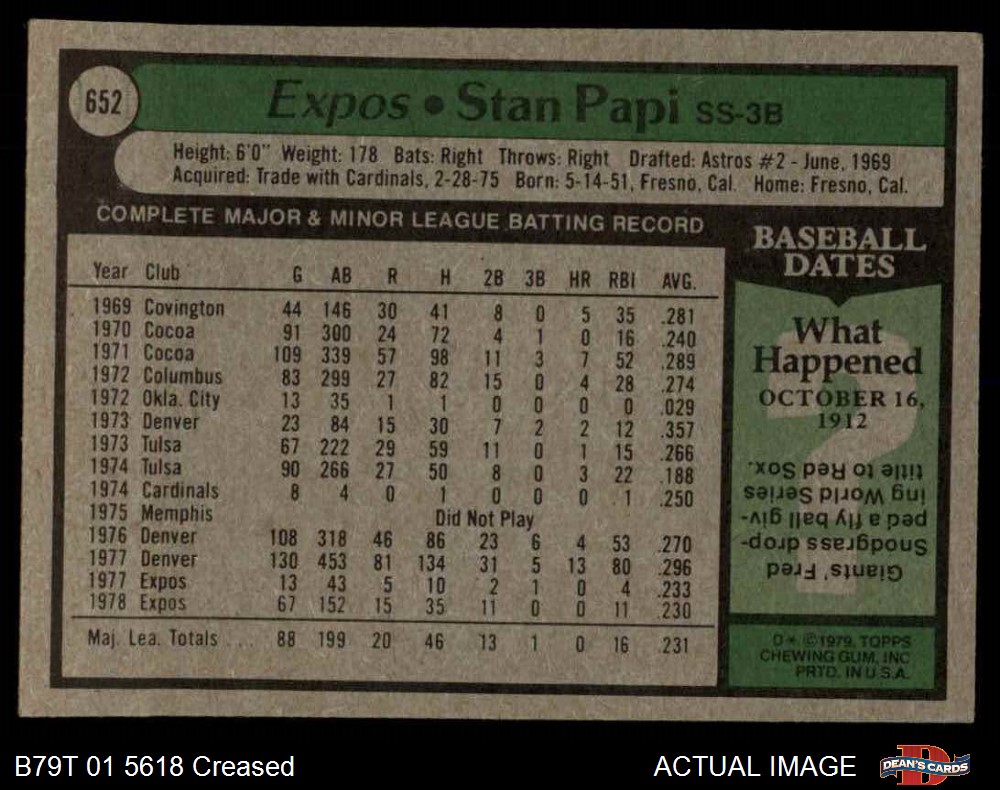 652
Expos • Stan Papi SS-3B
Height: 6'0" Weight: 178 Bats: Right Throws: Right Drafted: Astros #2 - June, 1969
Acquired: Trade with Cardinals, 2-28-75 Born: 5-14-51, Fresno, Cal. Home: Fresno, Cal.
COMPLETE MAJOR & MINOR LEAGUE BATTING RECORD
Year Club G AB R H 2B 3B HR RBI AVG.
1969 Covington 44 146 30 41 8 0 5 35 .281
1970 Cocoa 91 300 24 72 4 1 0 16 .240
1971 Cocoa 109 339 57 98 11 3 7 52 .289
1972 Columbus 83 299 27 82 15 0 4 28 .274
1972 Okla. City 13 35 1 1 0 0 0 0 .029
1973 Denver 23 84 15 30 7 2 2 12 .357
1973 Tulsa 67 222 29 59 11 0 1 15 .266
1974 Tulsa 90 266 27 50 8 0 3 22 .188
1974 Cardinals 8 4 0 1 0 0 0 1 .250
1975 Memphis Did Not Play
1976 Denver 108 318 46 86 23 6 4 53 .270
1977 Denver 130 453 81 134 31 5 13 80 .296
1977 Expos 13 43 5 10 2 1 0 4 .233
1978 Expos 67 152 15 35 11 0 0 11 .230
Maj. Lea. Totals .... 88 199 20 46 13 1 0 16 .231
BASEBALL
DATES
What
Happened
OCTOBER 16,
1912
Giants' Fred
Snodgrass drop-
ped a fly ball giv-
ing World Series
title to Red Sox.
D* © 1979, TOPPS
CHEWING GUM, INC
PRTD. IN U.S.A.
B79T 01 5618 Creased
ACTUAL IMAGE
D
DEAN'S CARDS